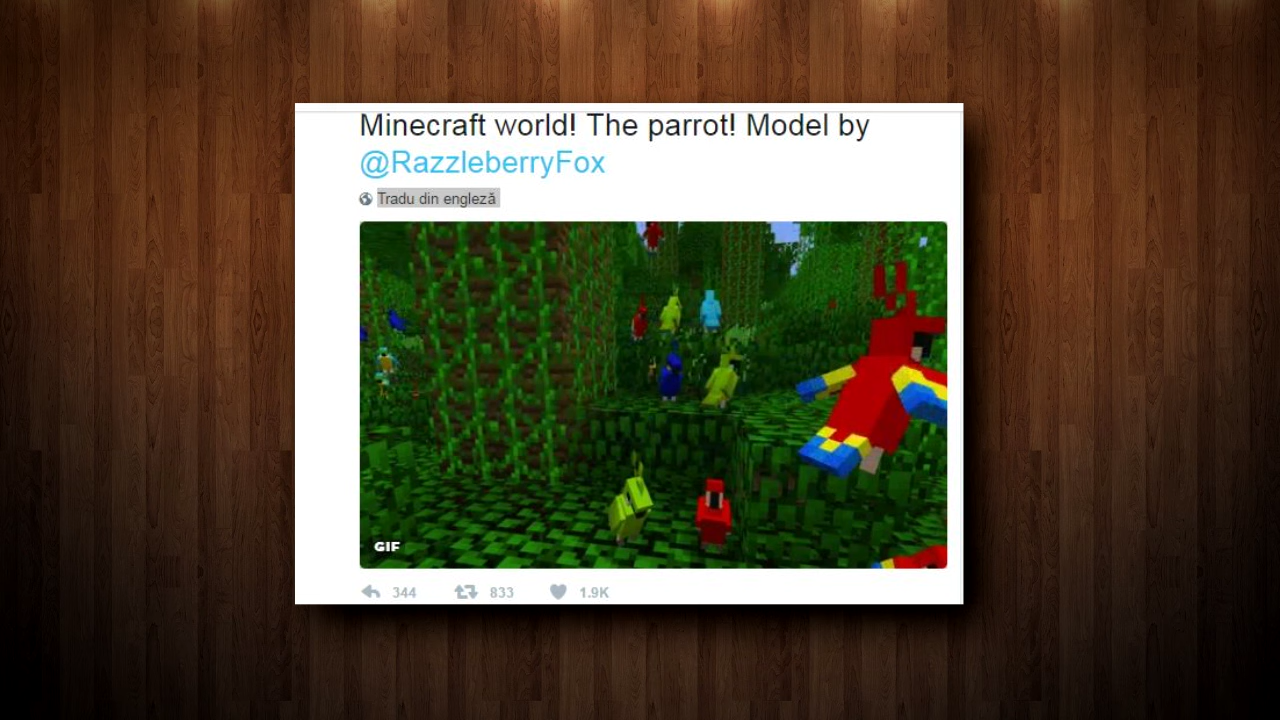 Minecraft world! The parrot! Model by
@RazzleberryFox
Tradu din engleză
GIF
344 833 1.9K